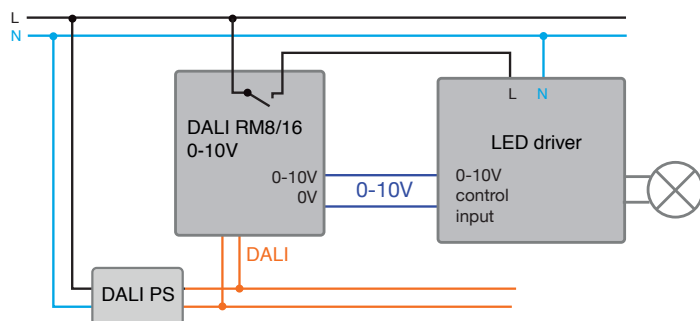 L
N
L N
DALI RM8/16
0-10V
LED driver
0-10V
0V
0-10V
0-10V
control
input
DALI
DALI PS